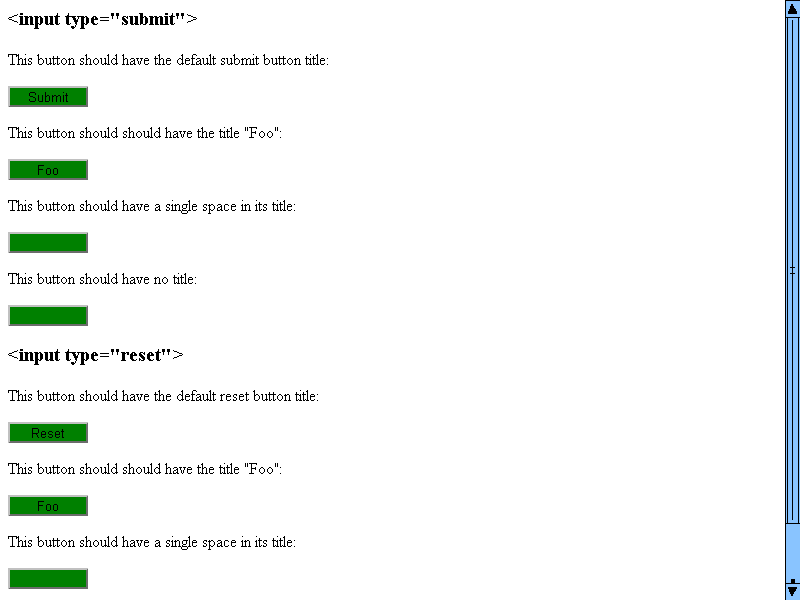 <input type="submit">
This button should have the default submit button title:
Submit
This button should should have the title "Foo":
Foo
This button should have a single space in its title:
This button should have no title:
<input type="reset">
This button should have the default reset button title:
Reset
This button should should have the title "Foo":
Foo
This button should have a single space in its title: